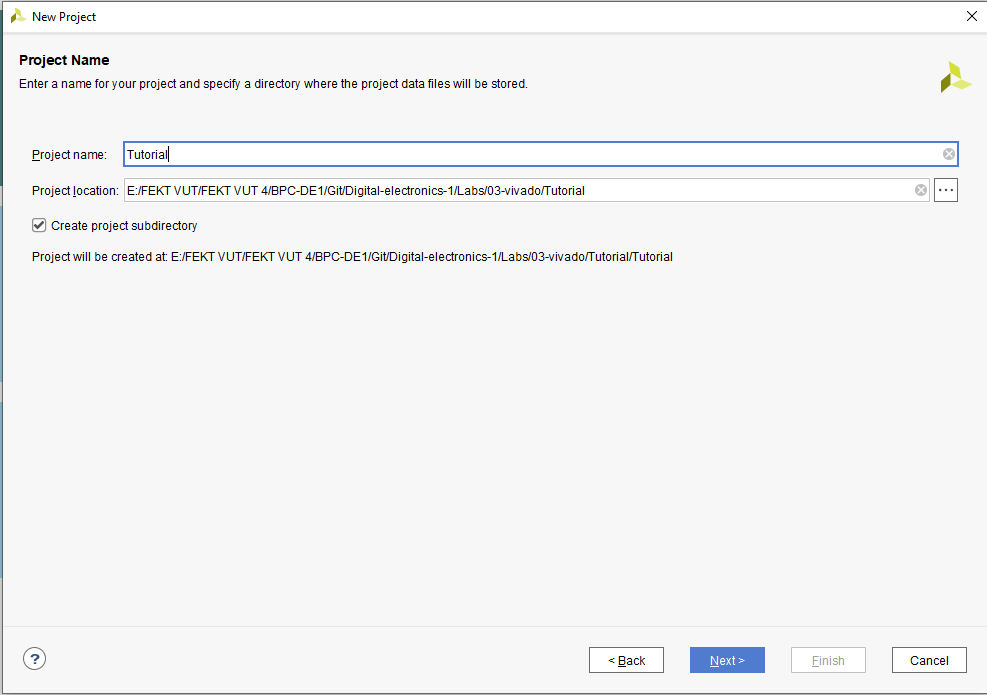 New Project
Project Name
Enter a name for your project and specify a directory where the project data files will be stored.
Project name: Tutorial
Project location: E:/FEKT VUT/FEKT VUT 4/BPC-DE1/Git/Digital-electronics-1/Labs/03-vivado/Tutorial ...
Create project subdirectory
Project will be created at: E:/FEKT VUT/FEKT VUT 4/BPC-DE1/Git/Digital-electronics-1/Labs/03-vivado/Tutorial/Tutorial
? < Back Next > Finish Cancel